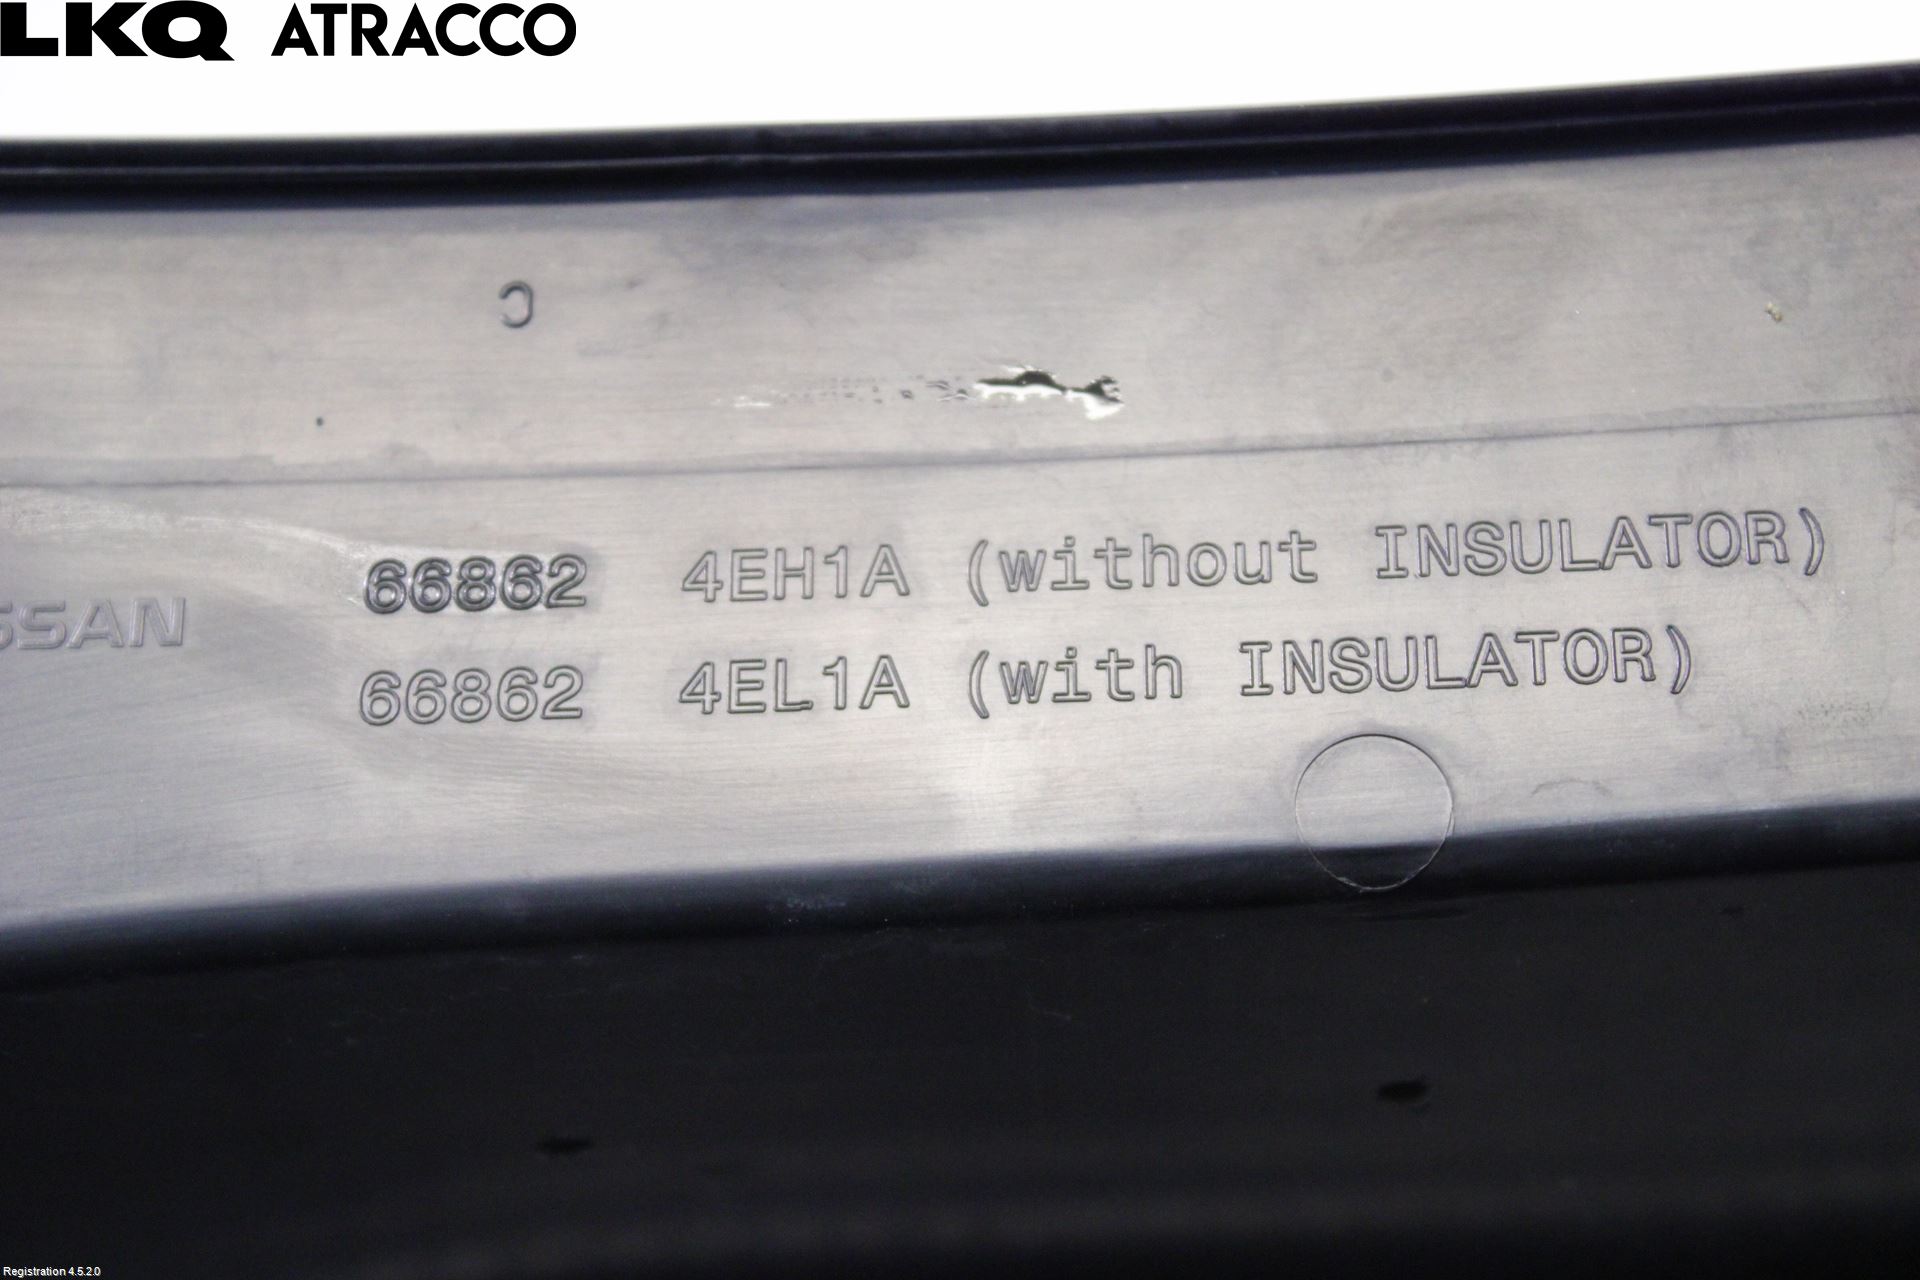 LKQ ATRACCO
C
66862 4EH1A (without INSULATOR)
SSAN
66862 4EL1A (with INSULATOR)
Registration 4.5.2.0